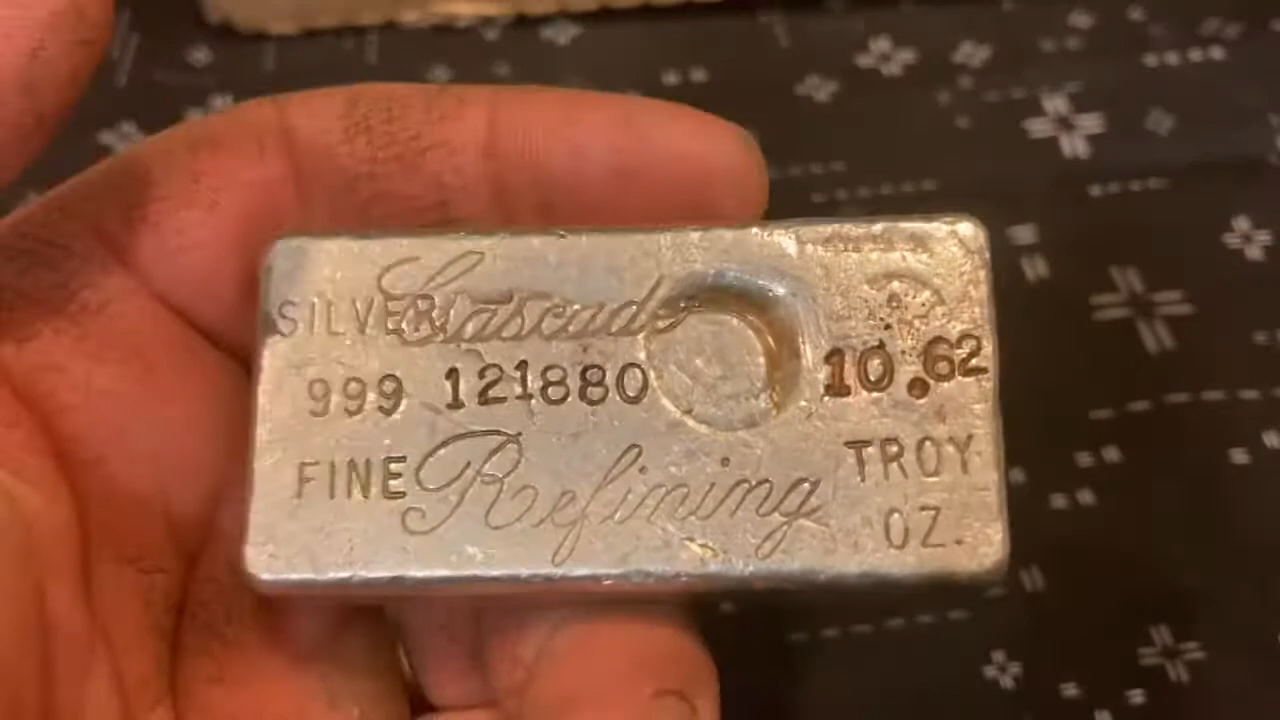 SILVER Cascade
999 121880 10.62
FINE Refining TROY
OZ.